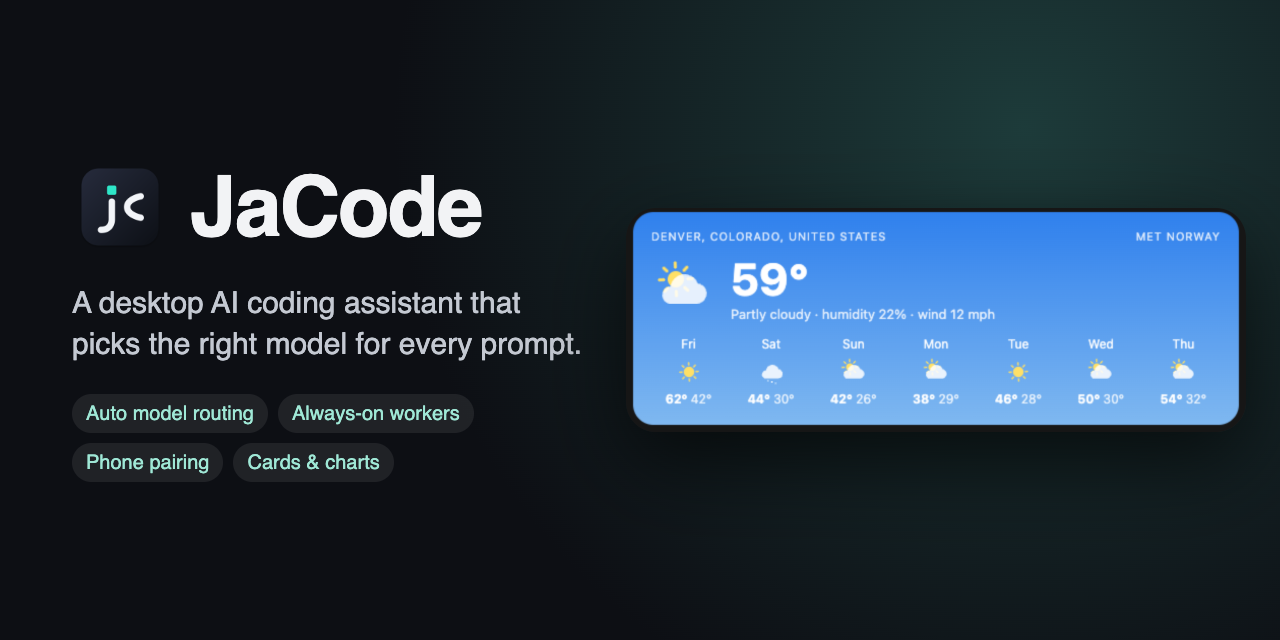 jc
JaCode
A desktop AI coding assistant that
picks the right model for every prompt.
Auto model routing
Always-on workers
Phone pairing
Cards & charts
DENVER, COLORADO, UNITED STATES
MET NORWAY
59°
Partly cloudy · humidity 22% · wind 12 mph
Fri Sat Sun Mon Tue Wed Thu
62° 42° 44° 30° 42° 26° 38° 29° 46° 28° 50° 30° 54° 32°